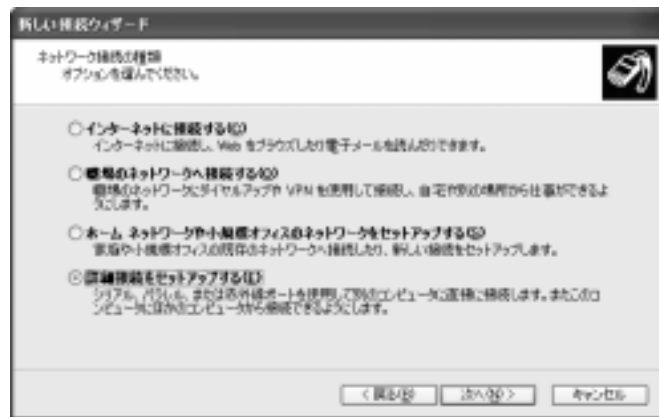 新しい接続ウィザード
ネットワーク接続の種類
オプションを選んでください。
インターネットに接続する(C)
インターネットに接続し、Web をブラウズしたり電子メールを読んだりできます。
職場のネットワークへ接続する(O)
職場のネットワークにダイヤルアップや VPN を使用して接続し、自宅や別の場所から仕事ができるよ
うにします。
ホーム ネットワークや小規模オフィスのネットワークをセットアップする(S)
家庭や小規模オフィスの既存のネットワークへ接続したり、新しい接続をセットアップします。
詳細接続をセットアップする(E)
シリアル、パラレル、または赤外線ポートを使用して別のコンピュータに直接に接続します。またこのコ
ンピュータにほかのコンピュータから接続できるようにします。
< 戻る(B)
次へ(N) >
キャンセル